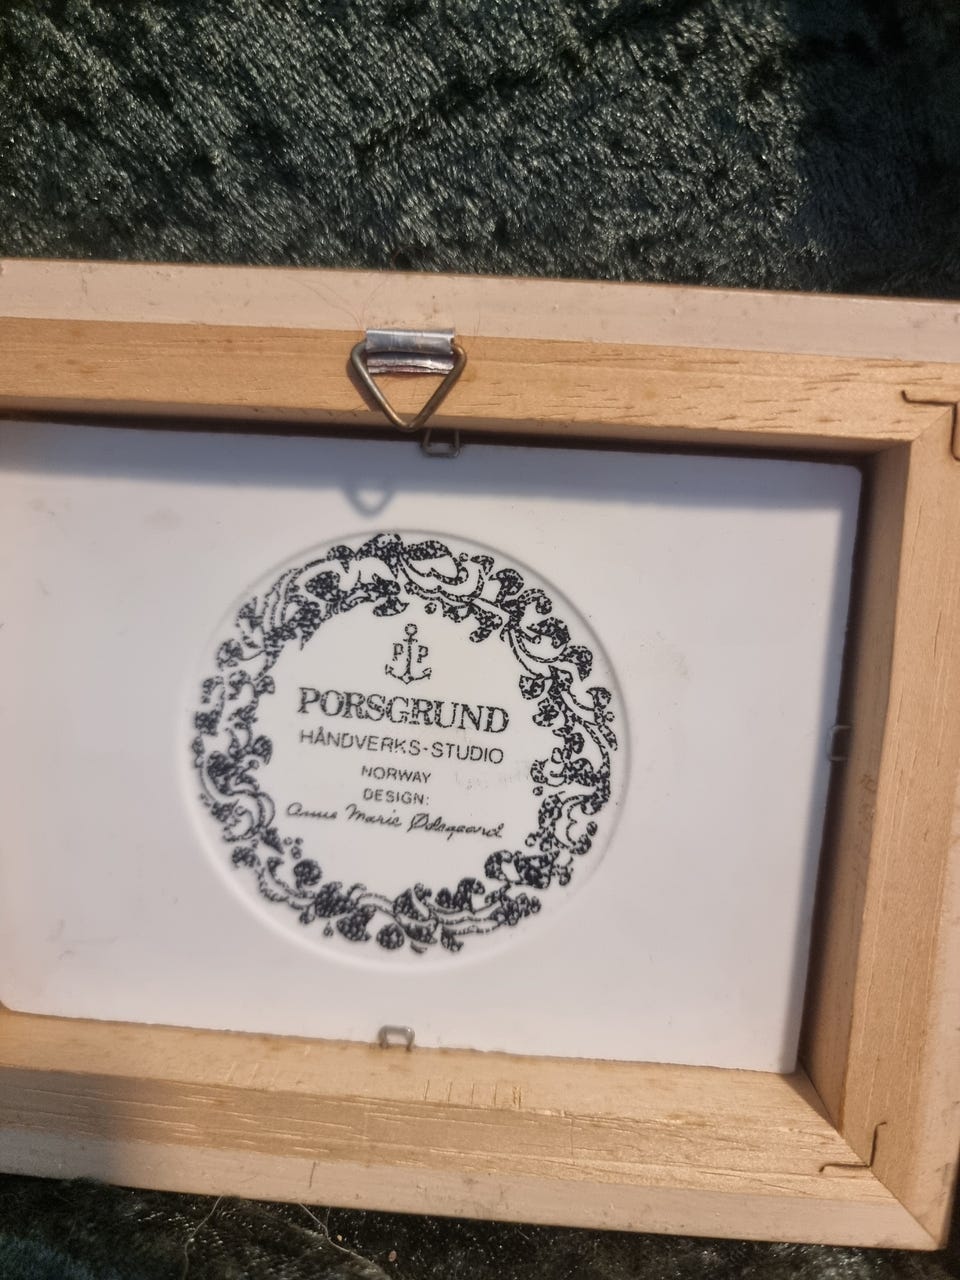 P P
PORSGRUND
HÅNDVERKS-STUDIO
NORWAY
DESIGN:
Anne Marie Ødegaard